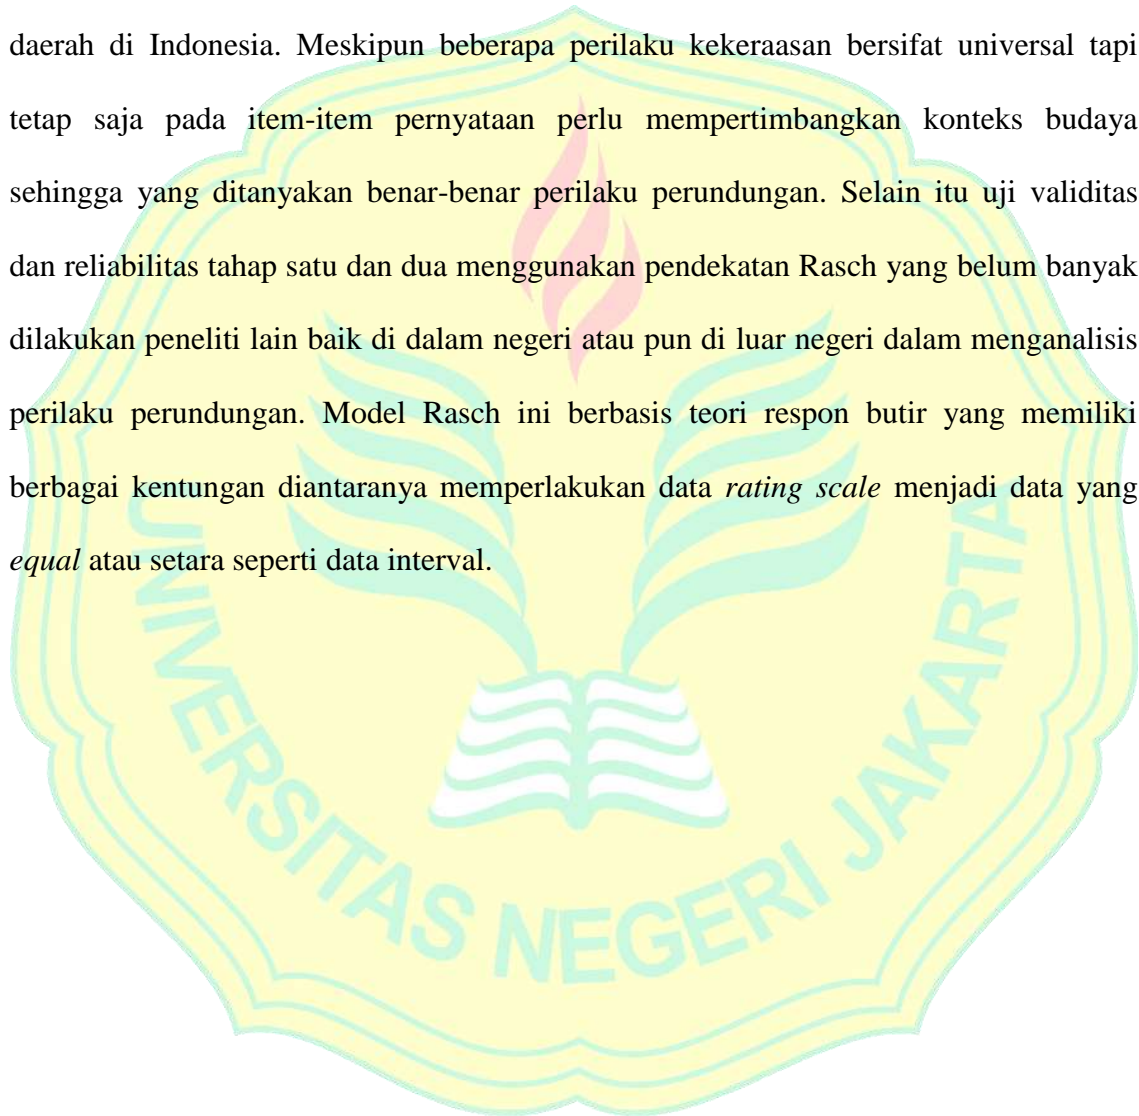 daerah di Indonesia. Meskipun beberapa perilaku kekeraasan bersifat universal tapi
tetap saja pada item-item pernyataan perlu mempertimbangkan konteks budaya
sehingga yang ditanyakan benar-benar perilaku perundungan. Selain itu uji validitas
dan reliabilitas tahap satu dan dua menggunakan pendekatan Rasch yang belum banyak
dilakukan peneliti lain baik di dalam negeri atau pun di luar negeri dalam menganalisis
perilaku perundungan. Model Rasch ini berbasis teori respon butir yang memiliki
berbagai kentungan diantaranya memperlakukan data rating scale menjadi data yang
equal atau setara seperti data interval.
UNIVERSITAS NEGERI JAKARTA